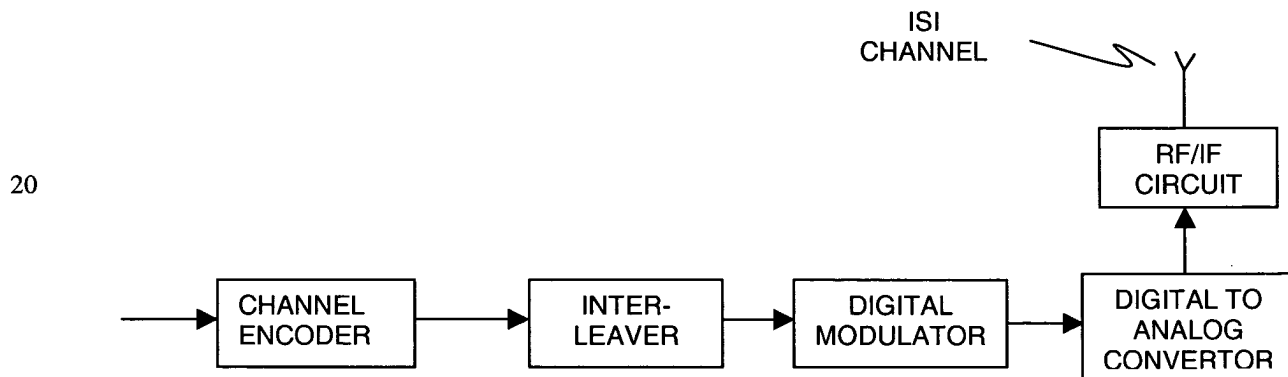 ISI
CHANNEL
RF/IF
CIRCUIT
20
CHANNEL
ENCODER
INTER-
LEAVER
DIGITAL
MODULATOR
DIGITAL TO
ANALOG
CONVERTOR